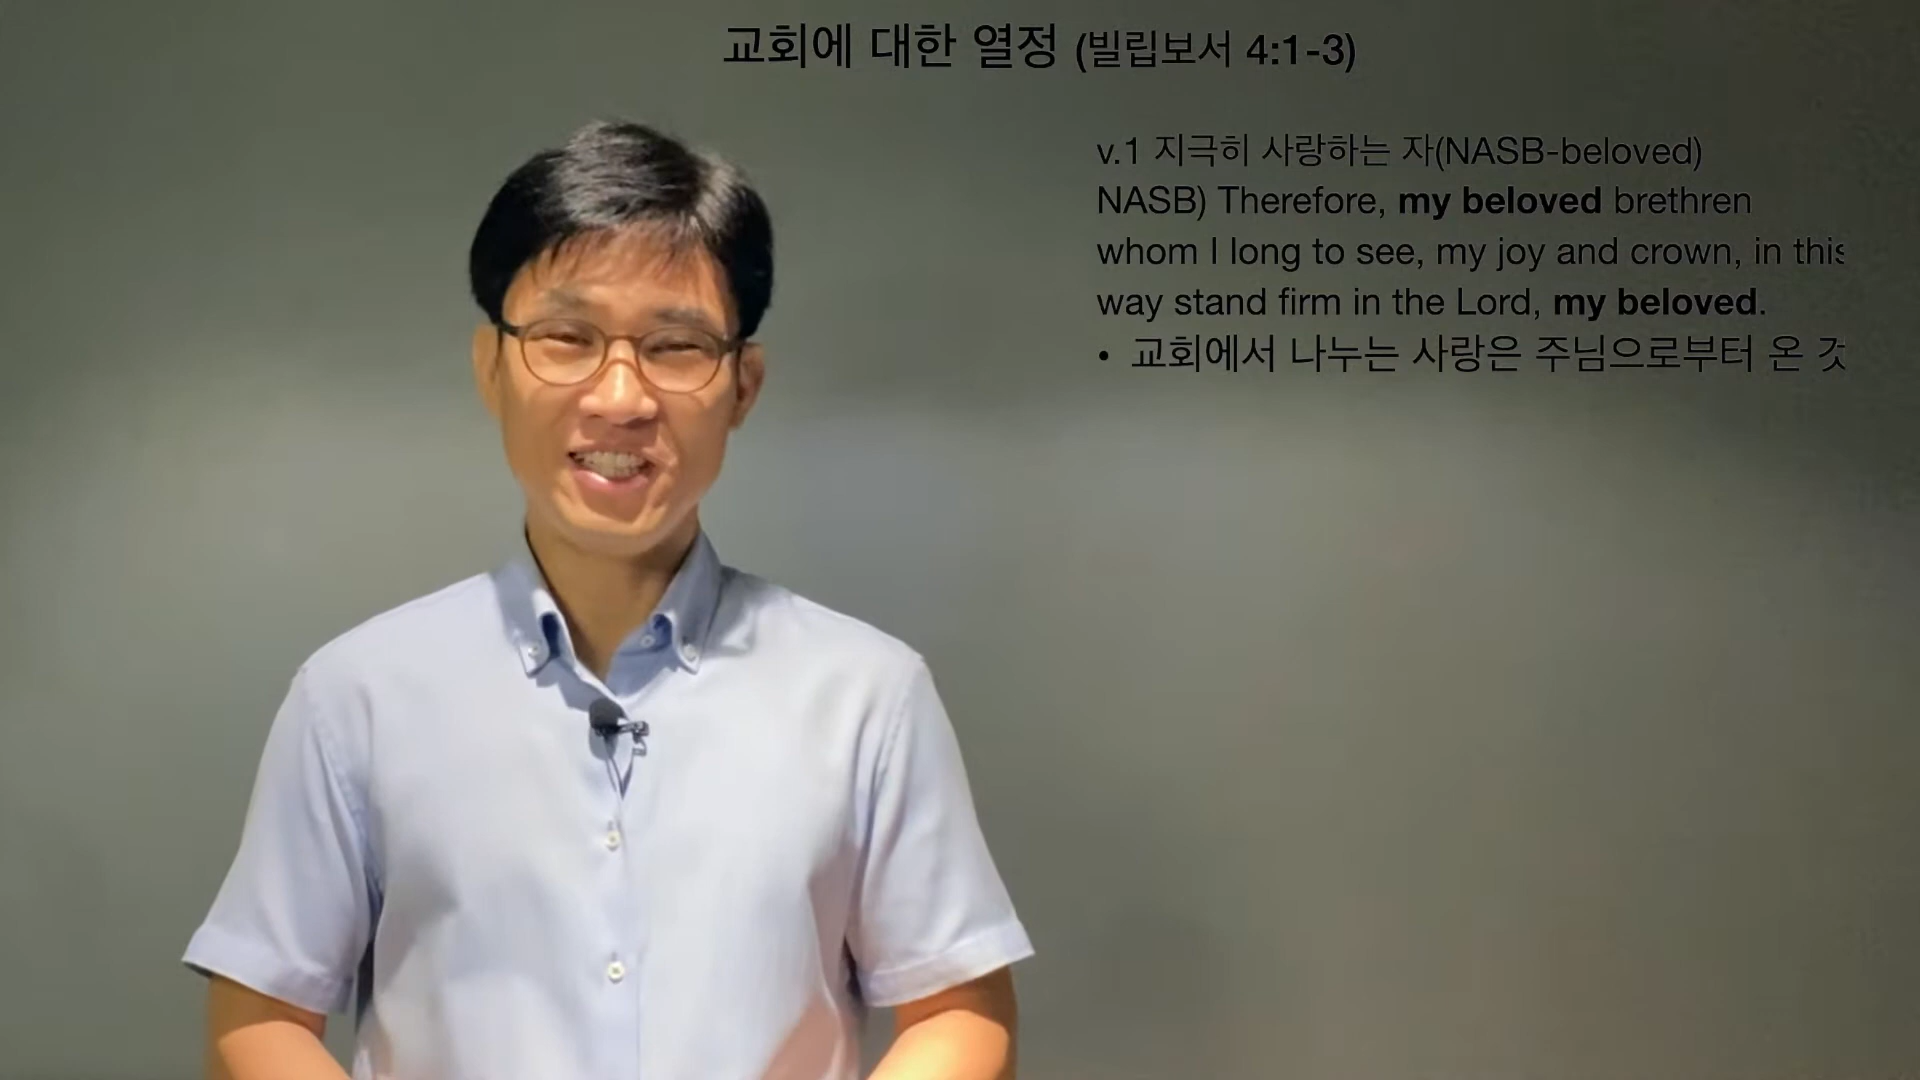 교회에 대한 열정 (빌립보서 4:1-3)
v.1 지극히 사랑하는 자(NASB-beloved)
NASB) Therefore, my beloved brethren
whom I long to see, my joy and crown, in this
way stand firm in the Lord, my beloved.
• 교회에서 나누는 사랑은 주님으로부터 온 것